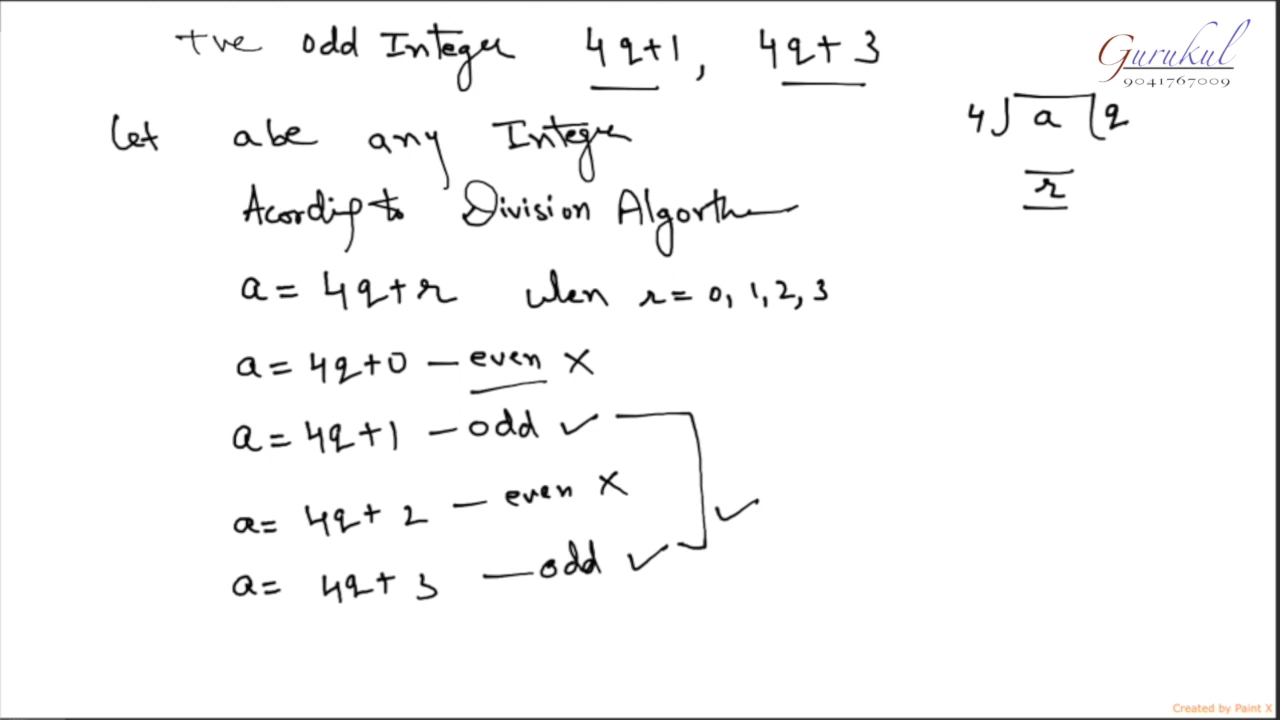 +ve odd Integer 4q+1, 4q+3
Gurukul
9041767009
4 a q
r
Let a be any Integer
Acording to Division Algorthm
a = 4q+r when r = 0, 1, 2, 3
a = 4q+0 — even ×
a = 4q+1 — odd ✓
a = 4q+2 — even ×
a = 4q+3 — odd ✓
Created by Paint X